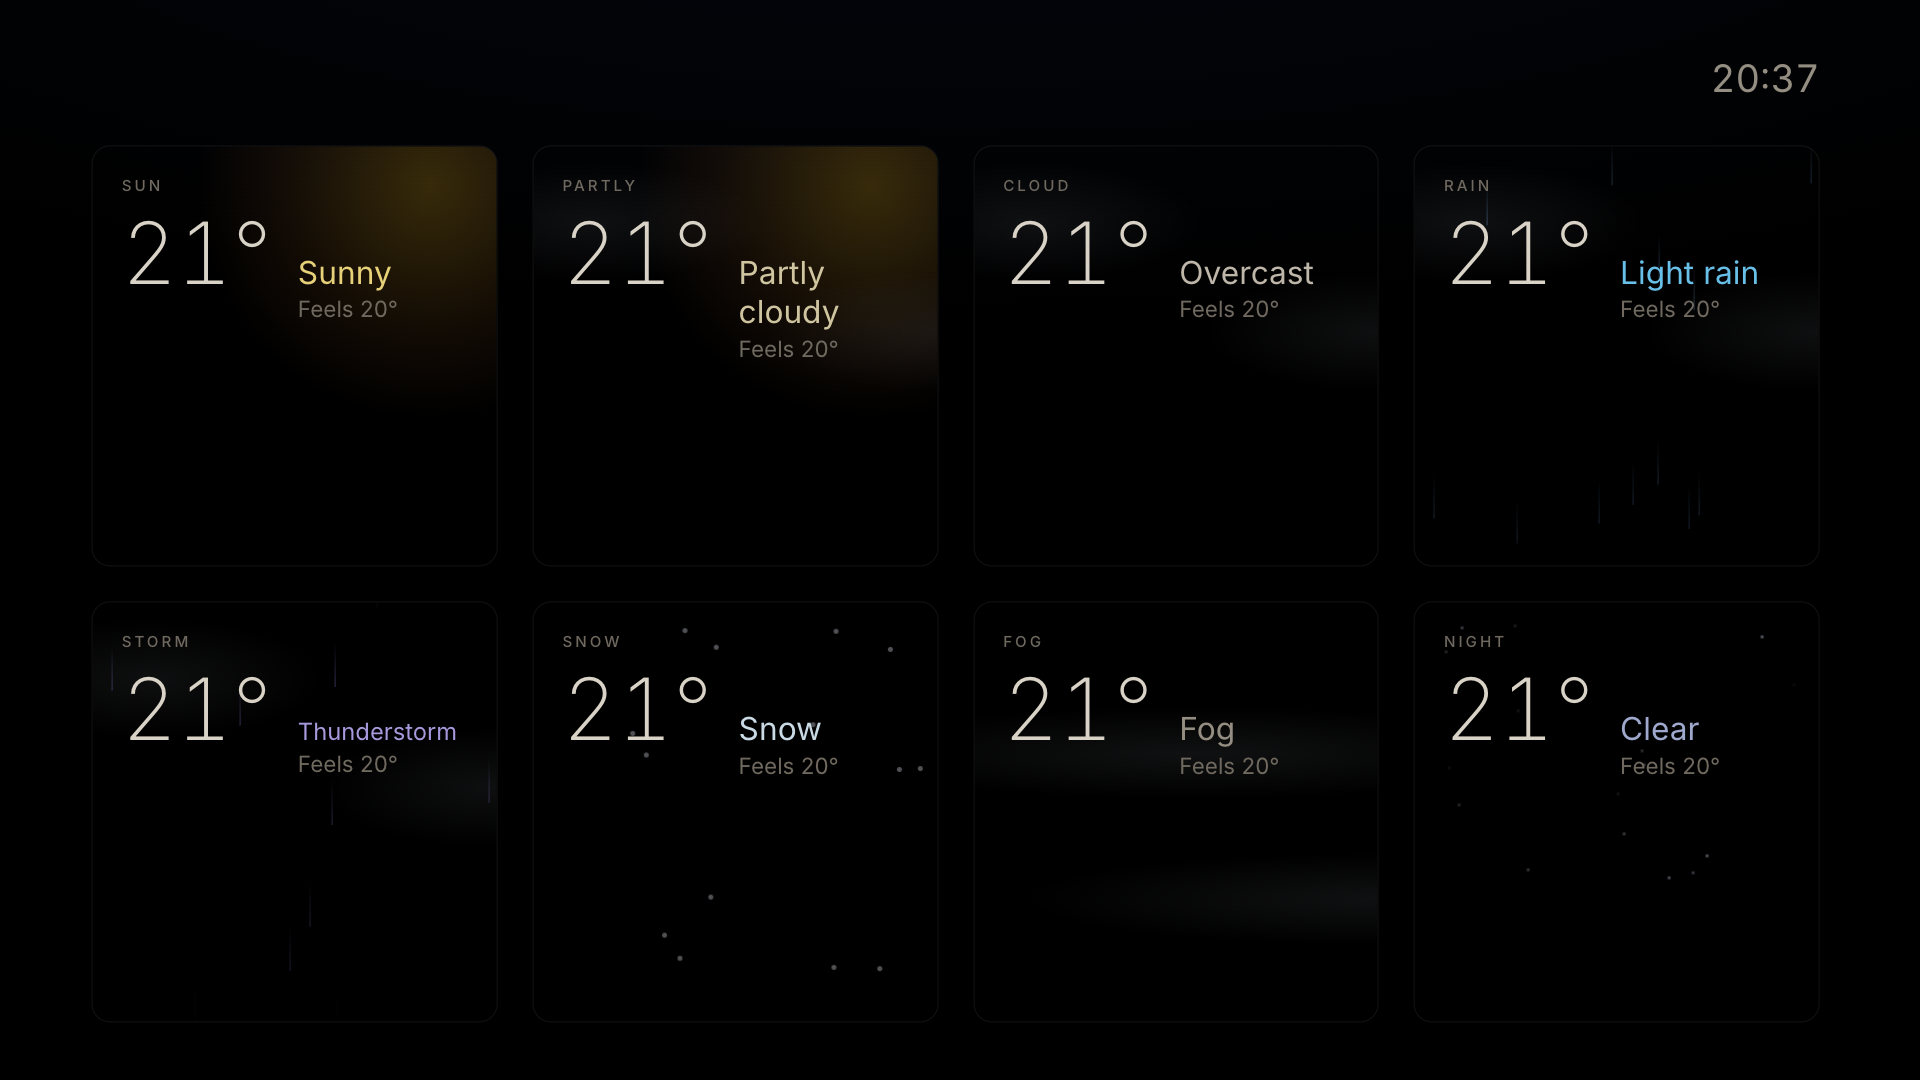 20:37
SUN
21°
Sunny
Feels 20°
PARTLY
21°
Partly
cloudy
Feels 20°
CLOUD
21°
Overcast
Feels 20°
RAIN
21°
Light rain
Feels 20°
STORM
21°
Thunderstorm
Feels 20°
SNOW
21°
Snow
Feels 20°
FOG
21°
Fog
Feels 20°
NIGHT
21°
Clear
Feels 20°